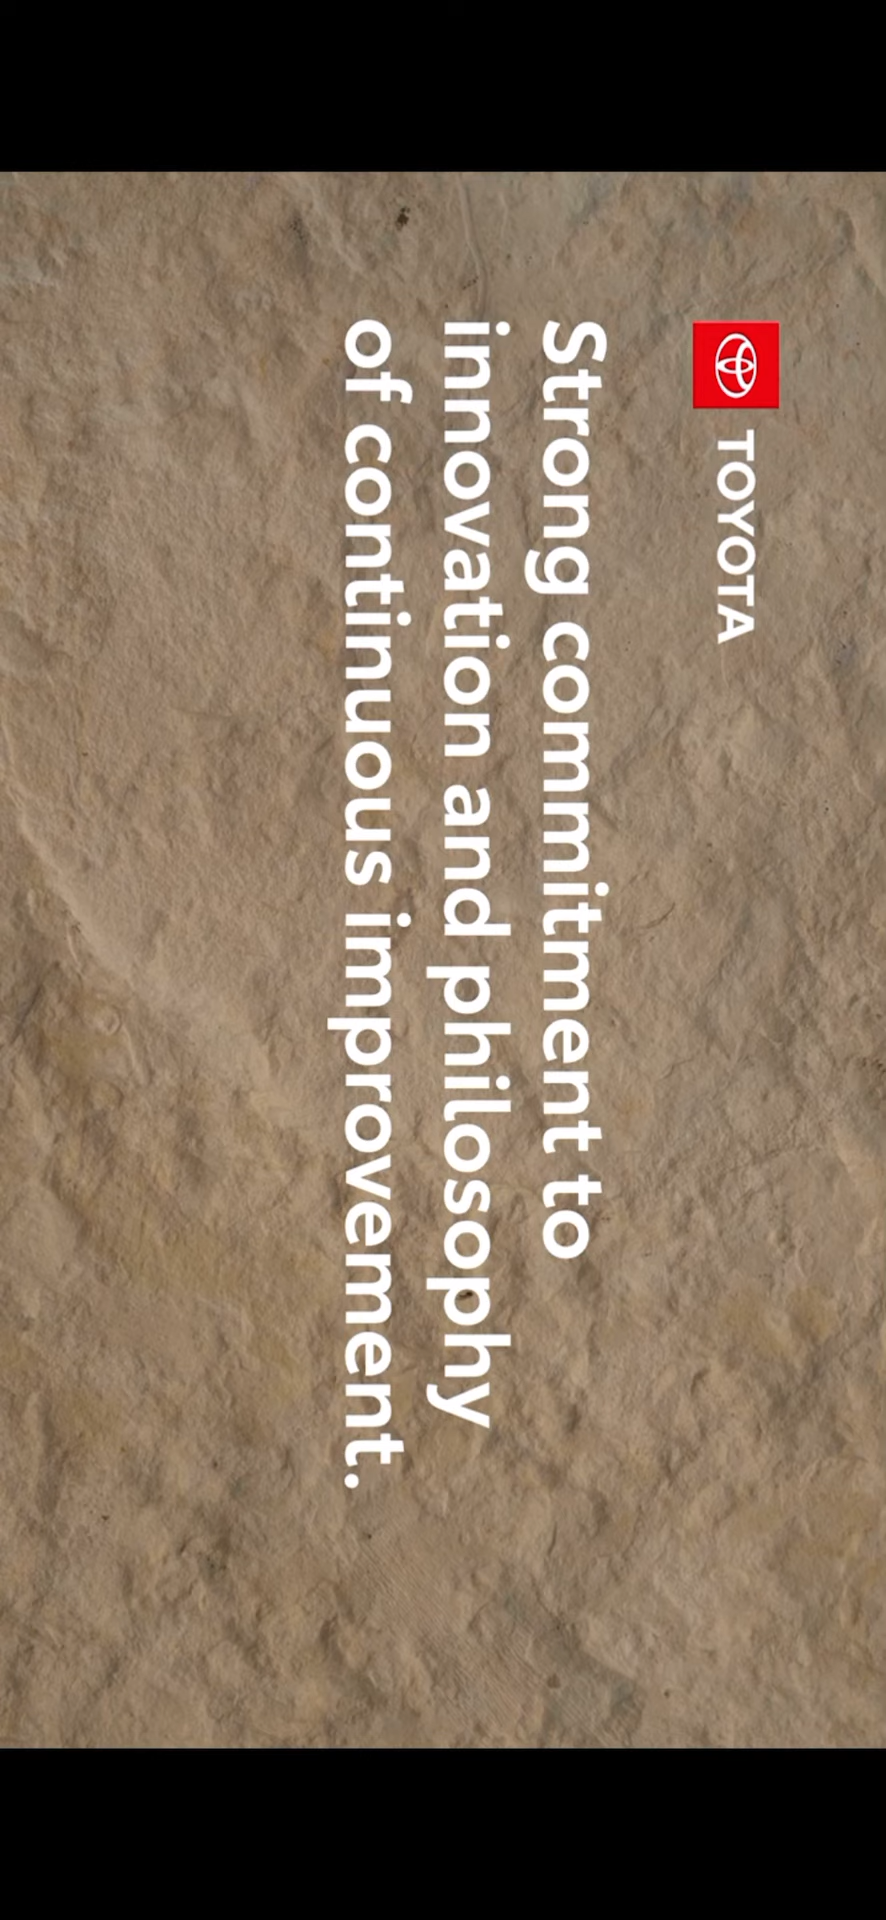 TOYOTA
Strong commitment to
innovation and philosophy
of continuous improvement.